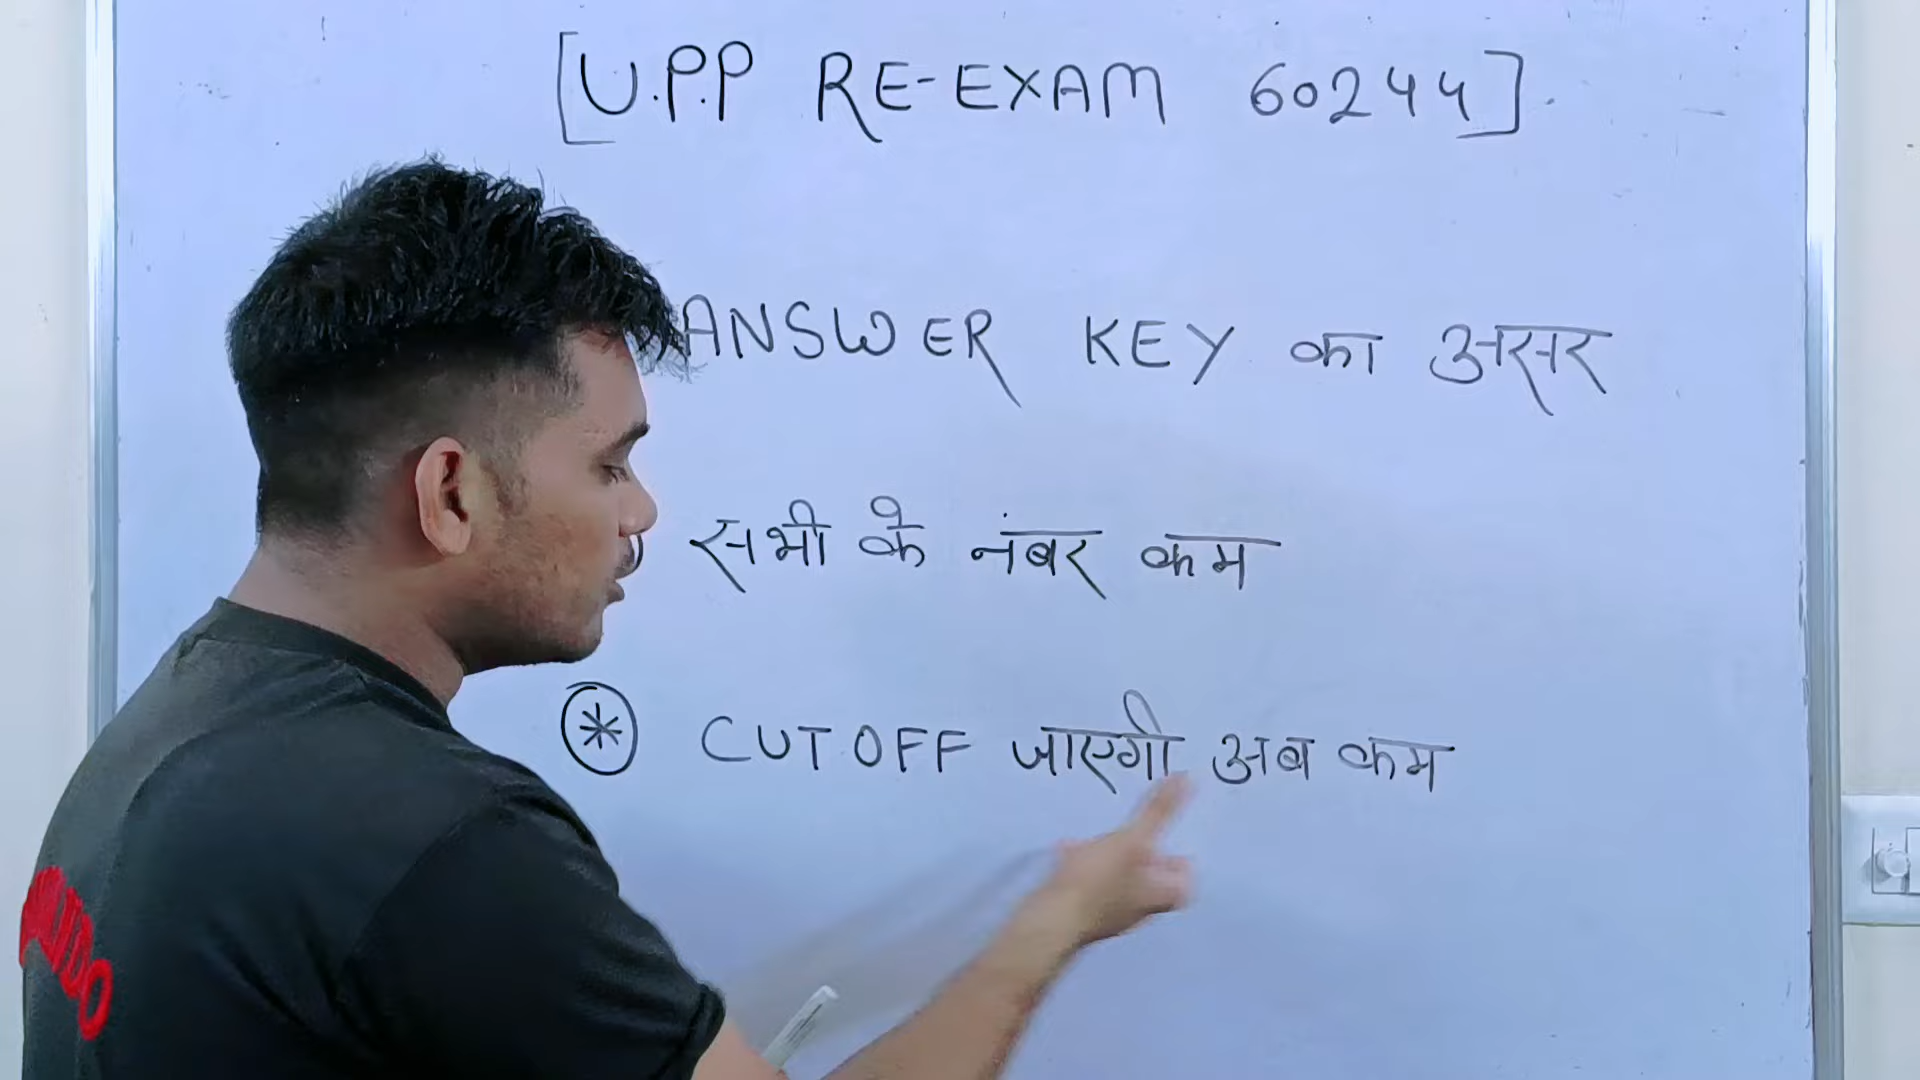 [U.P.P RE-EXAM 60244]
ANSWER KEY का असर
सभी के नंबर कम
* CUTOFF जाएगी अब कम